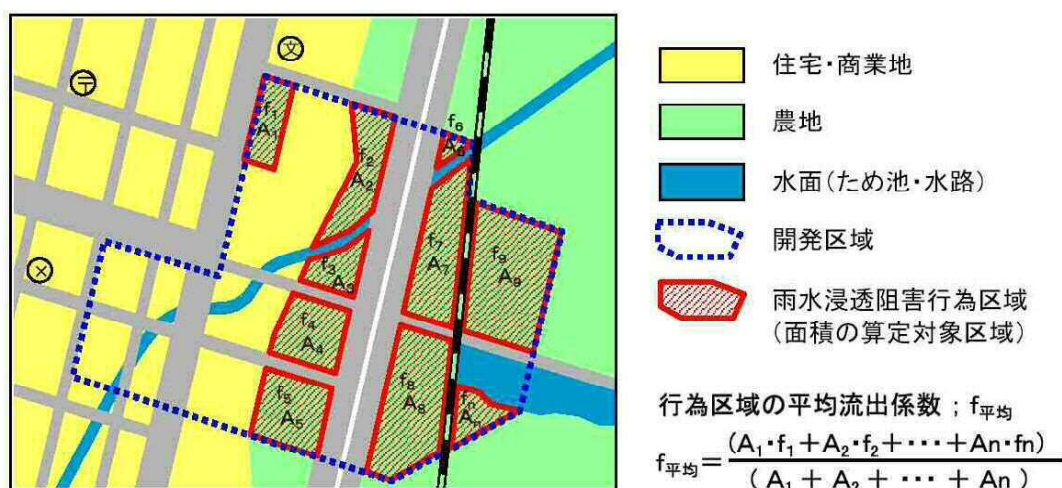 文
〒
×
f1
A1
f2
A2
f3
A3
f4
A4
f5
A5
f6
A6
f7
A7
f8
A8
f9
A9
fn
An
住宅・商業地
農地
水面(ため池・水路)
開発区域
雨水浸透阻害行為区域
(面積の算定対象区域)
行為区域の平均流出係数 ; f平均
f平均=(A1・f1+A2・f2+・・・+An・fn)
(A1+A2+ ・・・ +An)